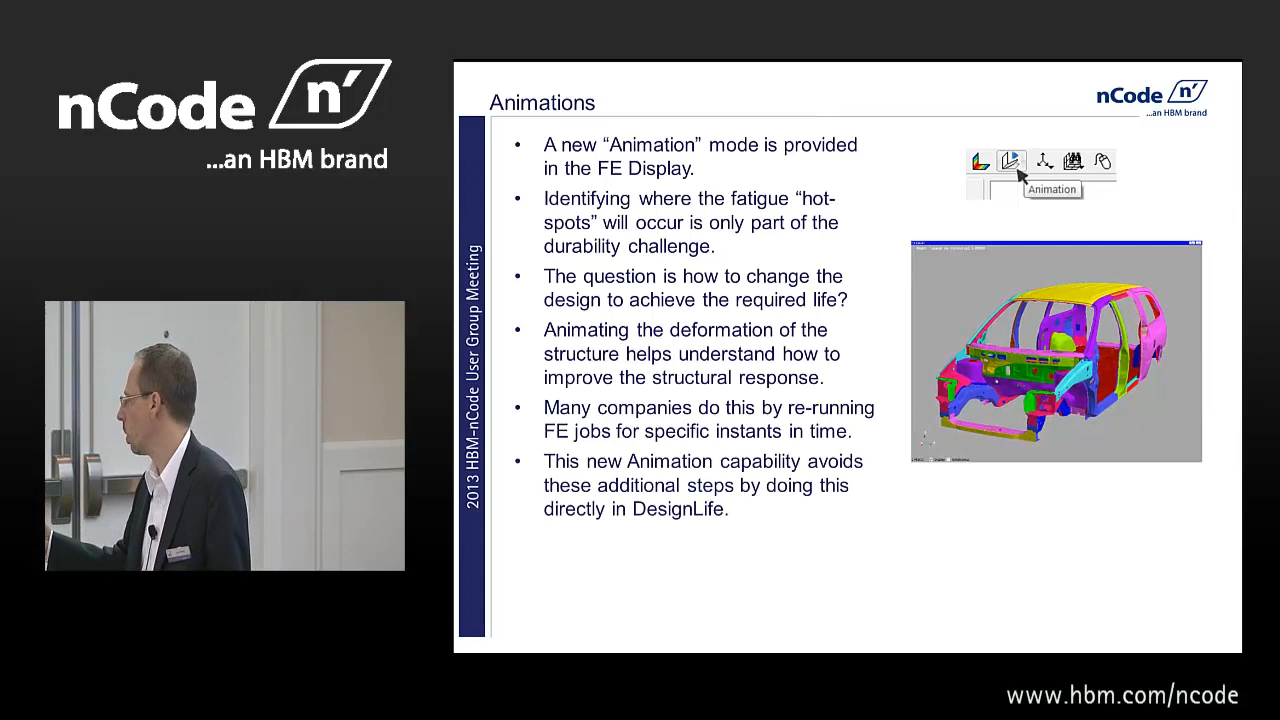 nCode n'
...an HBM brand
Animations
nCode n'
...an HBM brand
• A new “Animation” mode is provided
in the FE Display.
• Identifying where the fatigue “hot-
spots” will occur is only part of the
durability challenge.
• The question is how to change the
design to achieve the required life?
• Animating the deformation of the
structure helps understand how to
improve the structural response.
• Many companies do this by re-running
FE jobs for specific instants in time.
• This new Animation capability avoids
these additional steps by doing this
directly in DesignLife.
Animation
2013 HBM-nCode User Group Meeting
www.hbm.com/ncode